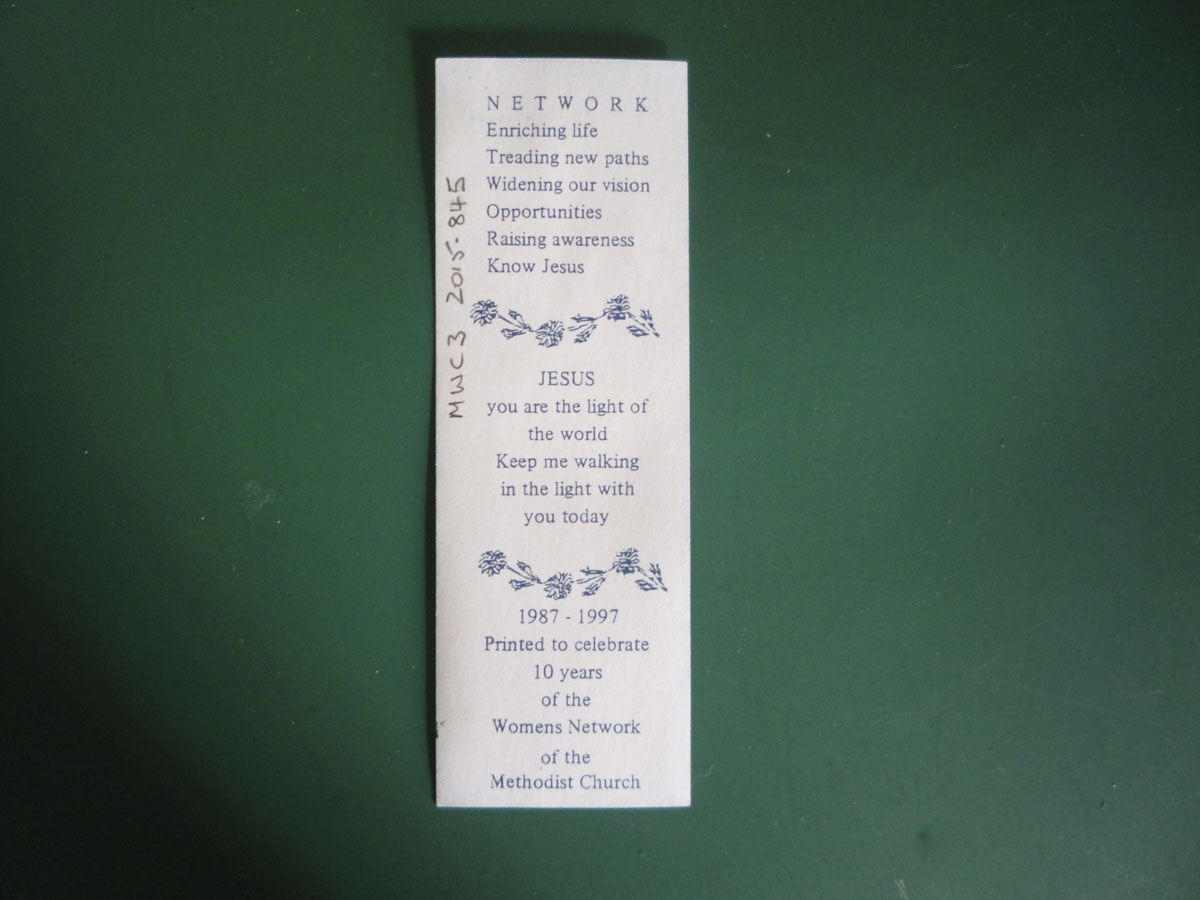 N E T W O R K
Enriching life
Treading new paths
Widening our vision
Opportunities
Raising awareness
Know Jesus
JESUS
you are the light of
the world
Keep me walking
in the light with
you today
1987 - 1997
Printed to celebrate
10 years
of the
Womens Network
of the
Methodist Church
MWC3 2015.845